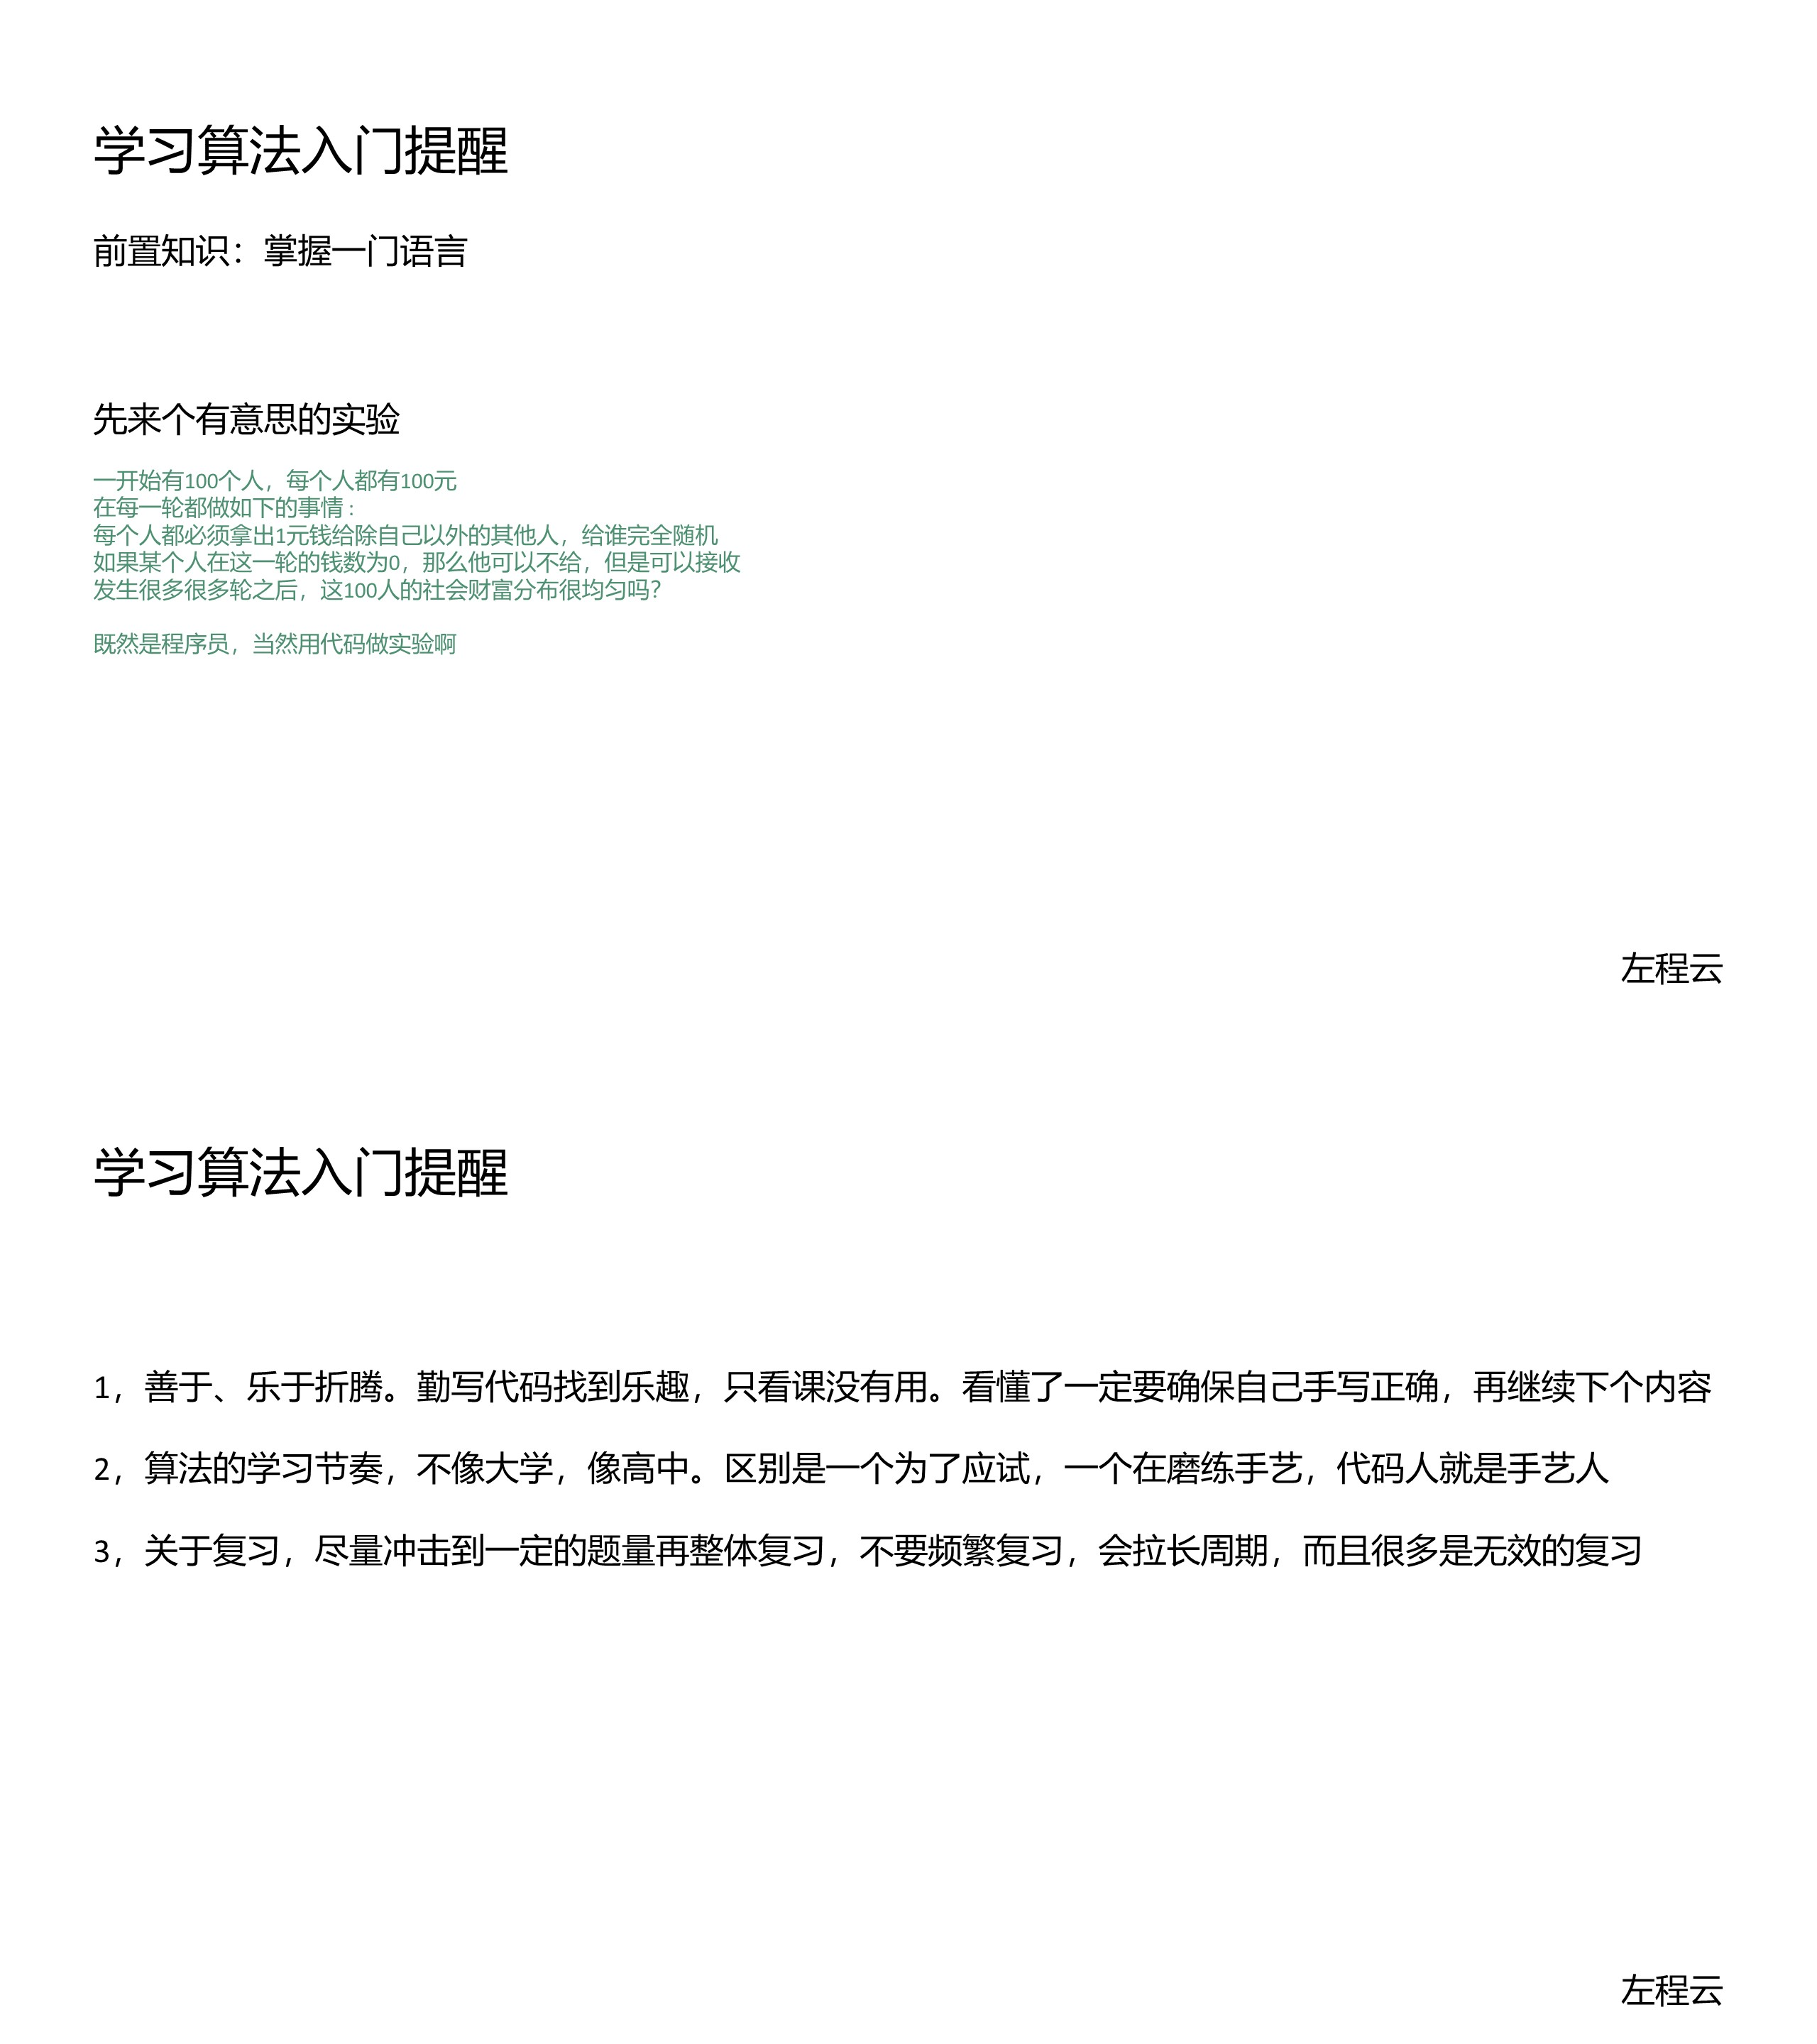 学习算法入门提醒
前置知识：掌握一门语言
先来个有意思的实验
一开始有100个人，每个人都有100元
在每一轮都做如下的事情 :
每个人都必须拿出1元钱给除自己以外的其他人，给谁完全随机
如果某个人在这一轮的钱数为0，那么他可以不给，但是可以接收
发生很多很多轮之后，这100人的社会财富分布很均匀吗？
既然是程序员，当然用代码做实验啊
左程云
学习算法入门提醒
1，善于、乐于折腾。勤写代码找到乐趣，只看课没有用。看懂了一定要确保自己手写正确，再继续下个内容
2，算法的学习节奏，不像大学，像高中。区别是一个为了应试，一个在磨练手艺，代码人就是手艺人
3，关于复习，尽量冲击到一定的题量再整体复习，不要频繁复习，会拉长周期，而且很多是无效的复习
左程云